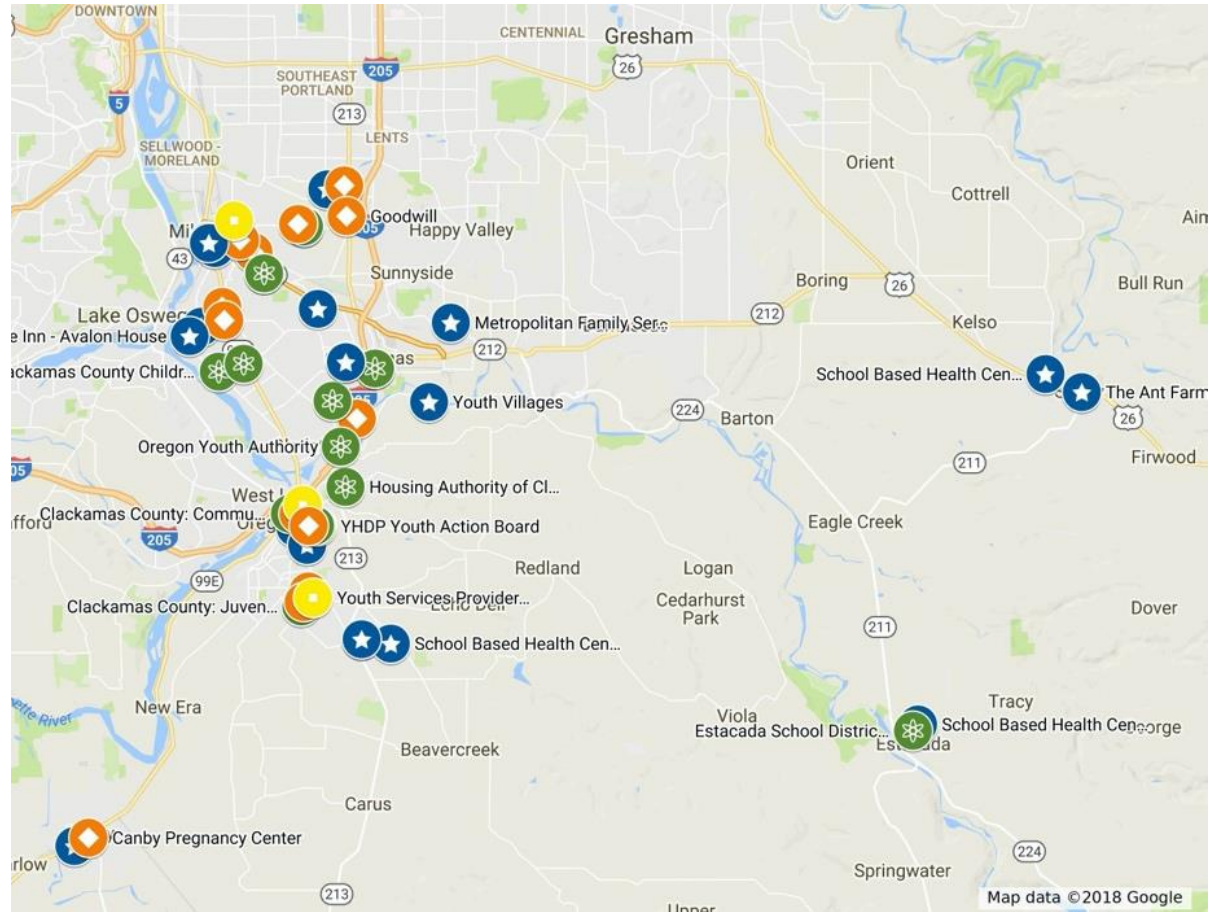 DOWNTOWN
CENTENNIAL
Gresham
26
205
SOUTHEAST
PORTLAND
5
213
LENTS
SELLWOOD -
MORELAND
Orient
Cottrell
Goodwill
Happy Valley
43
Sunnyside
Boring
26
Bull Run
Lake Oswe
212
Kelso
Metropolitan Family Ser...
e Inn - Avalon House
212
ackamas County Childr...
School Based Health Cen...
The Ant Farm
Youth Villages
224
Barton
26
Oregon Youth Authority
211
Firwood
205
Housing Authority of Cl...
West
Clackamas County: Commu...
YHDP Youth Action Board
Eagle Creek
205
213
Redland
Logan
99E
Clackamas County: Juven...
Youth Services Provider...
Cedarhurst
Park
Dover
211
School Based Health Cen...
New Era
Tracy
Viola
School Based Health Cen...
Estacada School Distric...
Estacada
Beavercreek
Carus
Canby Pregnancy Center
224
Springwater
213
Upper
Map data ©2018 Google